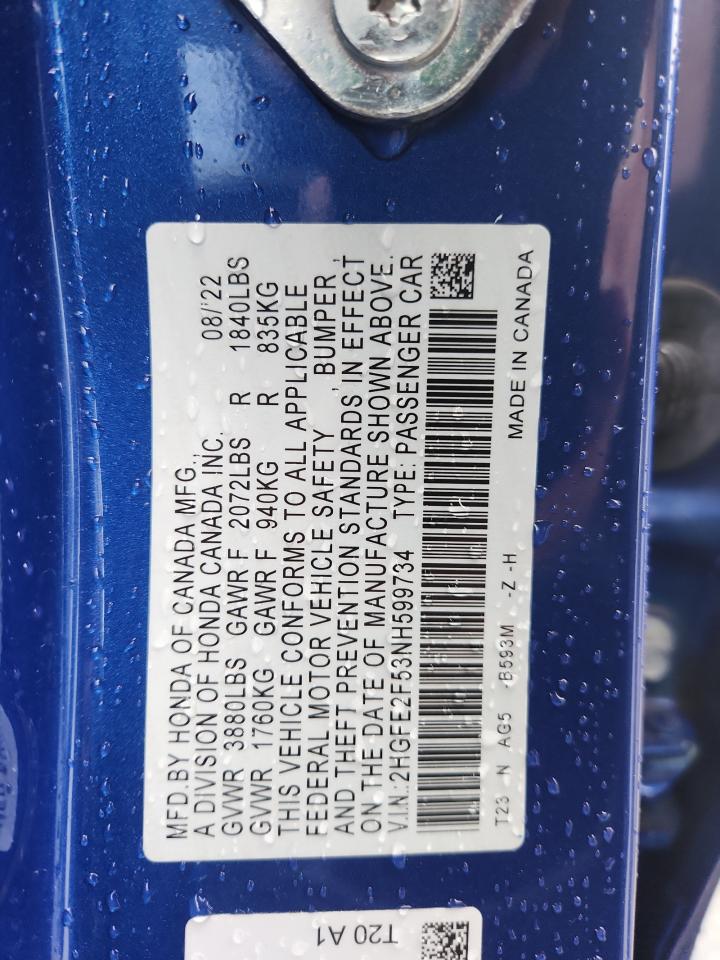 MFD.BY HONDA OF CANADA MFG.,
A DIVISION OF HONDA CANADA INC. 08/'22
GVWR 3880LBS GAWR F 2072LBS R 1840LBS
GVWR 1760KG GAWR F 940KG R 835KG
THIS VEHICLE CONFORMS TO ALL APPLICABLE
FEDERAL MOTOR VEHICLE SAFETY , BUMPER ,
AND THEFT PREVENTION STANDARDS IN EFFECT
ON THE DATE OF MANUFACTURE SHOWN ABOVE.
V.I.N.:2HGFE2F53NH599734 TYPE: PASSENGER CAR
T23 N AG5 B593M -Z -H MADE IN CANADA
T20 A1